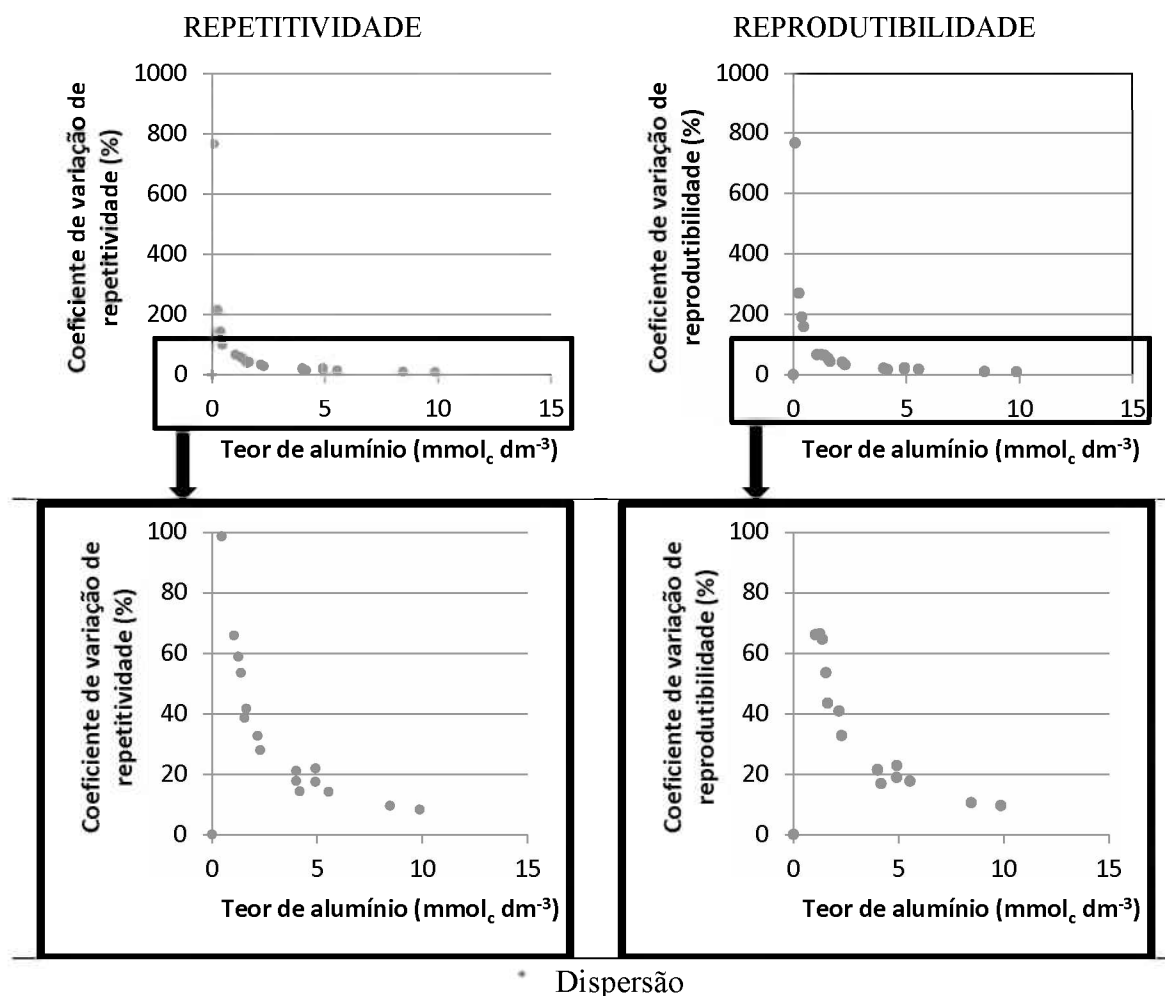 REPETITIVIDADE
REPRODUTIBILIDADE
Coeficiente de variação de
repetitividade (%)
1000
800
600
400
200
0
0 5 10 15
Teor de alumínio (mmolc dm-3)
Coeficiente de variação de
reprodutibilidade (%)
1000
800
600
400
200
0
0 5 10 15
Teor de alumínio (mmolc dm-3)
Coeficiente de variação de
repetitividade (%)
100
80
60
40
20
0
0 5 10 15
Teor de alumínio (mmolc dm-3)
Coeficiente de variação de
reprodutibilidade (%)
100
80
60
40
20
0
0 5 10 15
Teor de alumínio (mmolc dm-3)
Dispersão